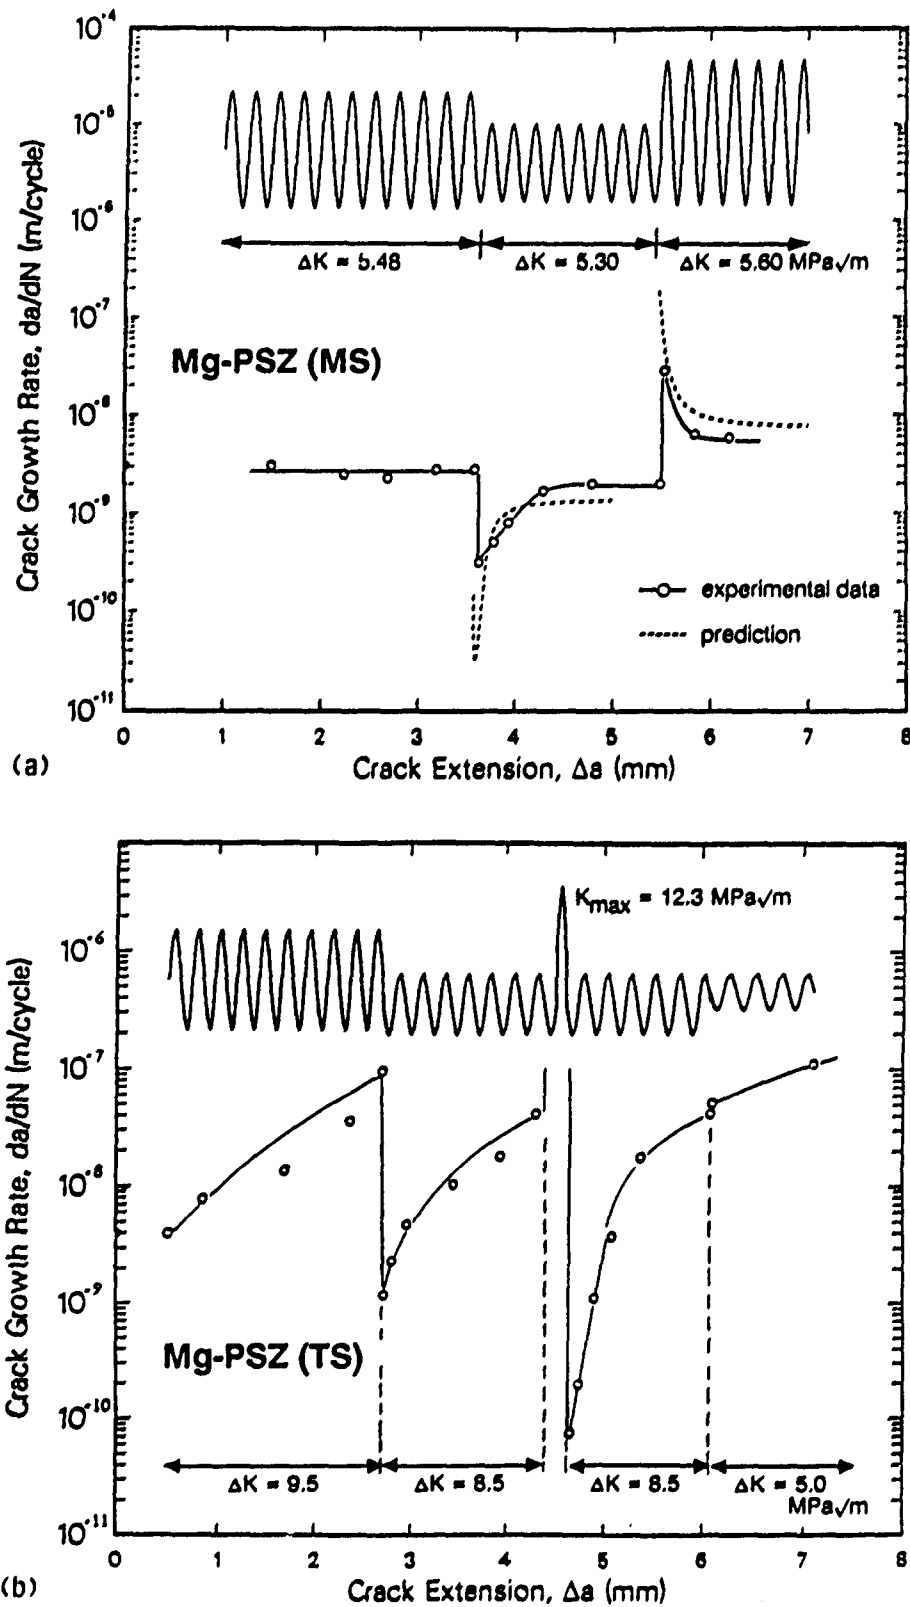 10⁻⁴
10⁻⁵
10⁻⁶
10⁻⁷
10⁻⁸
10⁻⁹
10⁻¹⁰
10⁻¹¹
Crack Growth Rate, da/dN (m/cycle)
ΔK = 5.48
ΔK = 5.30
ΔK = 5.60 MPa√m
Mg-PSZ (MS)
experimental data
prediction
0 1 2 3 4 5 6 7 8
(a)
Crack Extension, Δa (mm)
Kmax = 12.3 MPa√m
10⁻⁶
10⁻⁷
10⁻⁸
10⁻⁹
10⁻¹⁰
10⁻¹¹
Crack Growth Rate, da/dN (m/cycle)
Mg-PSZ (TS)
ΔK = 9.5
ΔK = 8.5
ΔK = 8.5
ΔK = 5.0
MPa√m
0 1 2 3 4 5 6 7 8
(b)
Crack Extension, Δa (mm)